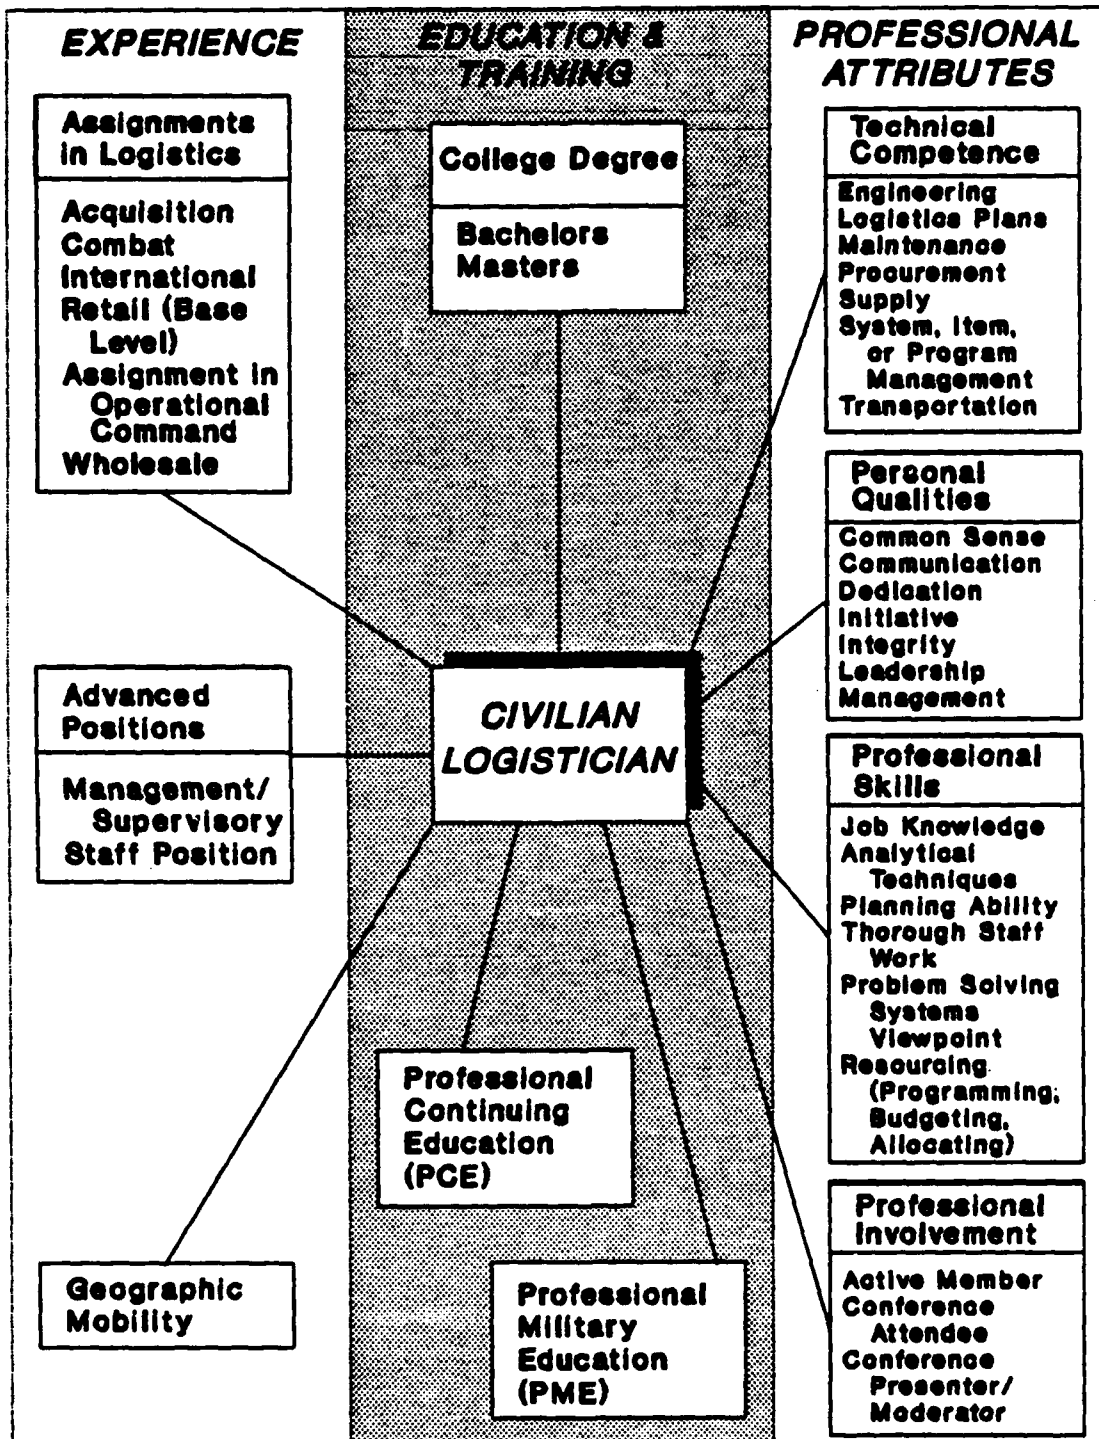 EXPERIENCE
Assignments
in Logistics
Acquisition
Combat
International
Retail (Base
Level)
Assignment in
Operational
Command
Wholesale
Advanced
Positions
Management/
Supervisory
Staff Position
Geographic
Mobility
EDUCATION &
TRAINING
College Degree
Bachelors
Masters
CIVILIAN
LOGISTICIAN
Professional
Continuing
Education
(PCE)
Professional
Military
Education
(PME)
PROFESSIONAL
ATTRIBUTES
Technical
Competence
Engineering
Logistics Plans
Maintenance
Procurement
Supply
System, Item,
or Program
Management
Transportation
Personal
Qualities
Common Sense
Communication
Dedication
Initiative
Integrity
Leadership
Management
Professional
Skills
Job Knowledge
Analytical
Techniques
Planning Ability
Thorough Staff
Work
Problem Solving
Systems
Viewpoint
Resourcing
(Programming,
Budgeting,
Allocating)
Professional
Involvement
Active Member
Conference
Attendee
Conference
Presenter/
Moderator